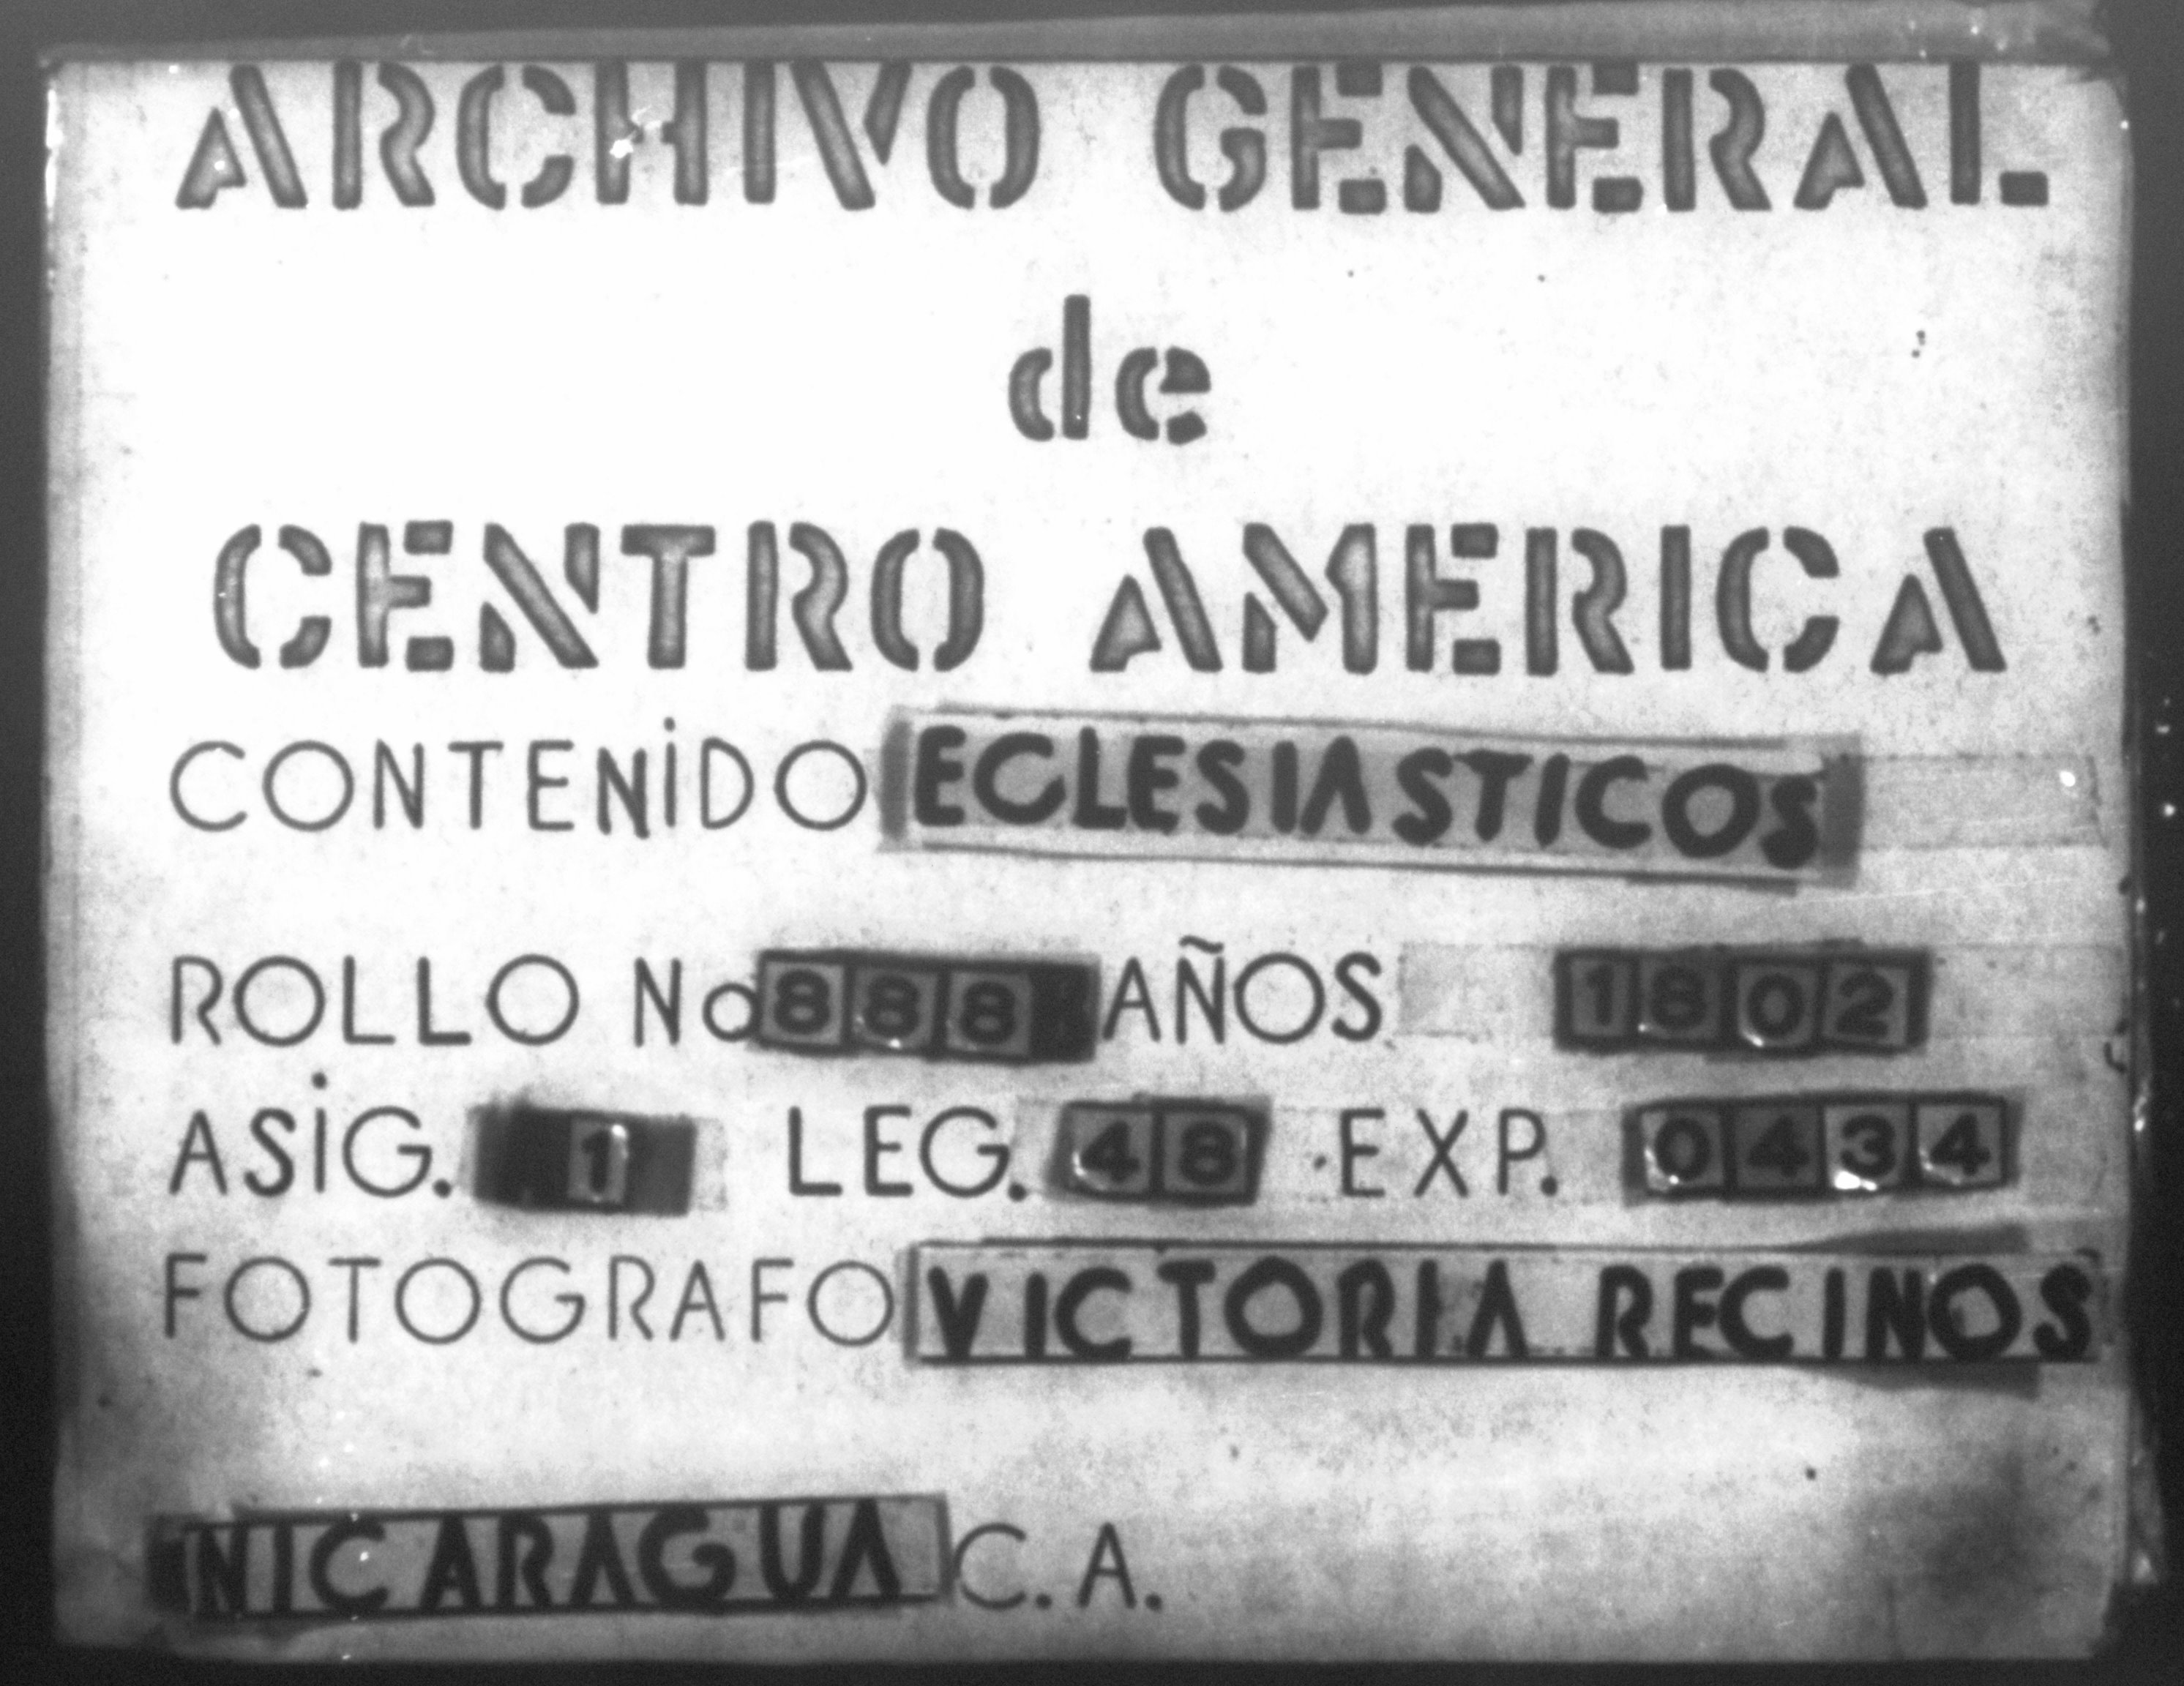 ARCHIVO GENERAL
de
CENTRO AMERICA
CONTENIDO ECLESIASTICOS
ROLLO No 888 AÑOS 1802
ASIG. 1 LEG. 48 EXP. 0434
FOTOGRAFO VICTORIA RECINOS
NICARAGUA C.A.